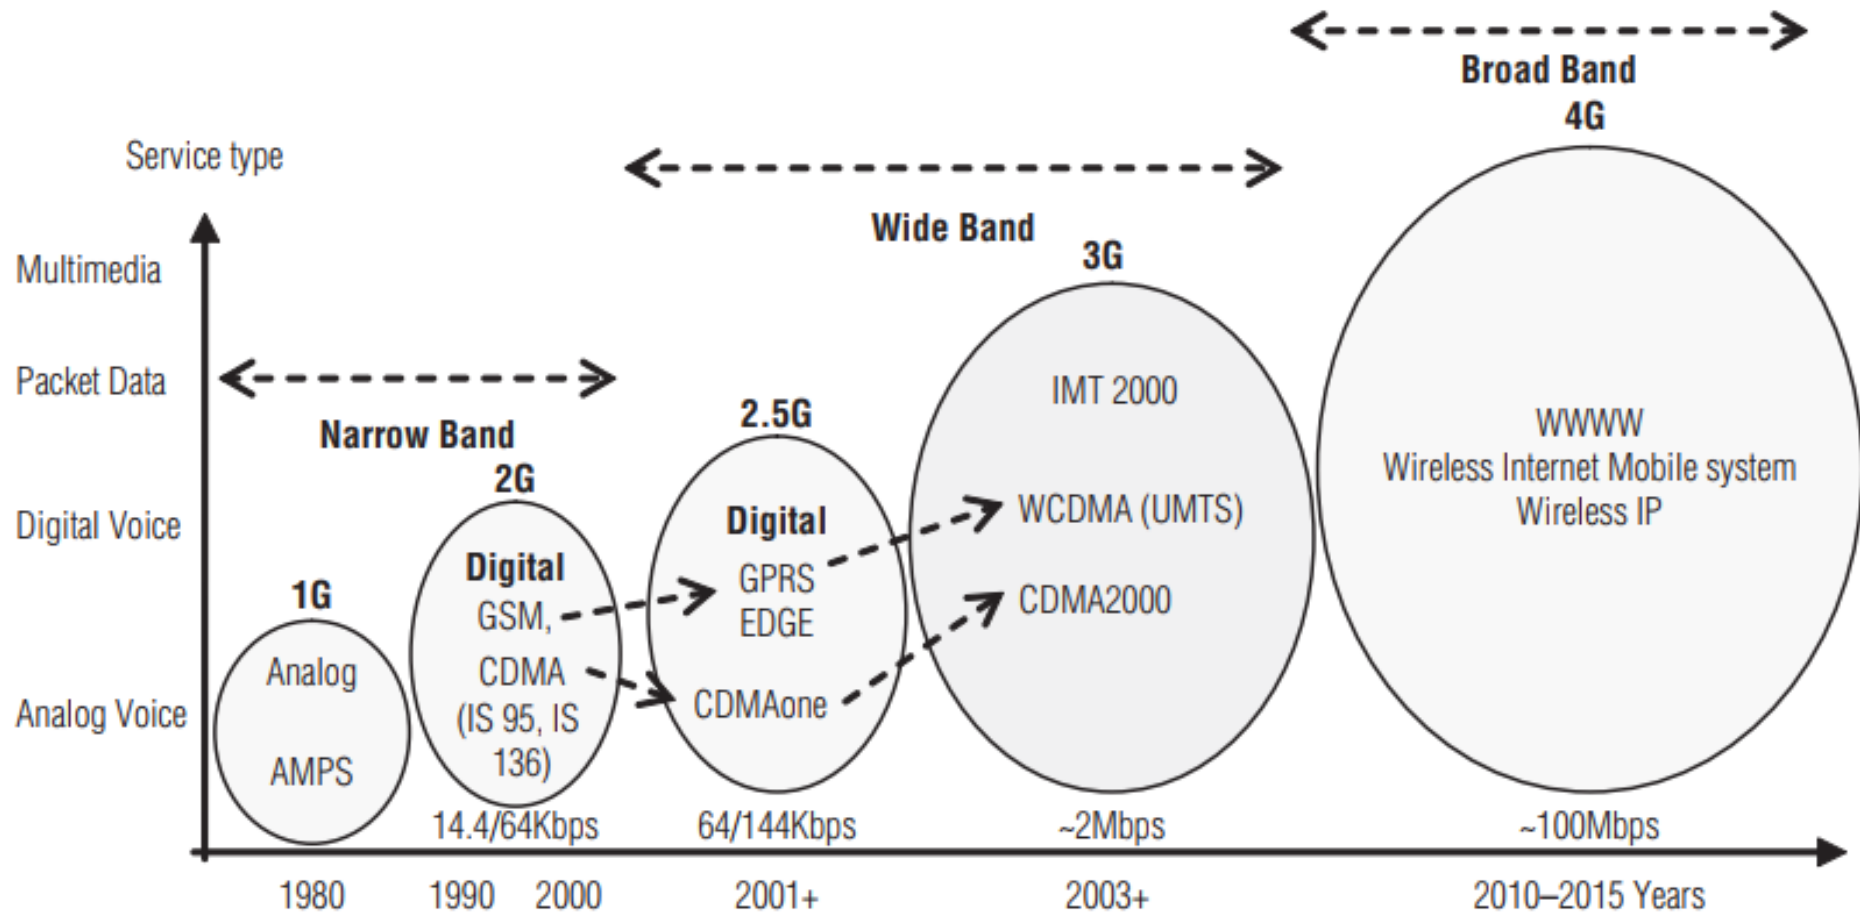 Broad Band
4G
Service type
Wide Band
3G
Multimedia
Packet Data
Narrow Band
2G
2.5G
IMT 2000
WWWW
Wireless Internet Mobile system
Wireless IP
Digital Voice
1G
Digital
GSM,
CDMA
(IS 95, IS
136)
Digital
GPRS
EDGE
CDMAone
WCDMA (UMTS)
CDMA2000
Analog Voice
Analog
AMPS
14.4/64Kbps
64/144Kbps
~2Mbps
~100Mbps
1980
1990
2000
2001+
2003+
2010–2015 Years